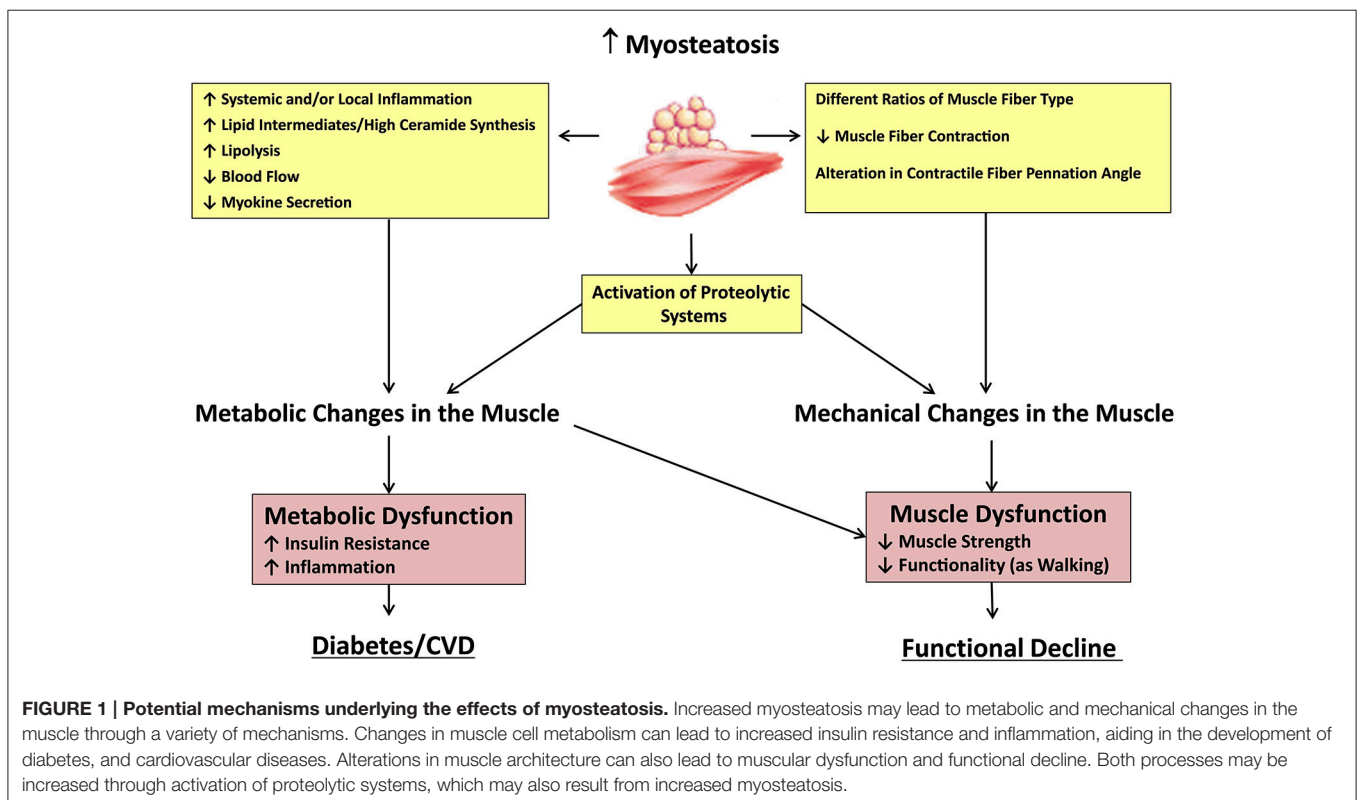 ↑ Myosteatosis
↑ Systemic and/or Local Inflammation
↑ Lipid Intermediates/High Ceramide Synthesis
↑ Lipolysis
↓ Blood Flow
↓ Myokine Secretion
Different Ratios of Muscle Fiber Type
↓ Muscle Fiber Contraction
Alteration in Contractile Fiber Pennation Angle
Activation of Proteolytic
Systems
Metabolic Changes in the Muscle
Mechanical Changes in the Muscle
Metabolic Dysfunction
↑ Insulin Resistance
↑ Inflammation
Muscle Dysfunction
↓ Muscle Strength
↓ Functionality (as Walking)
Diabetes/CVD
Functional Decline
FIGURE 1 | Potential mechanisms underlying the effects of myosteatosis. Increased myosteatosis may lead to metabolic and mechanical changes in the
muscle through a variety of mechanisms. Changes in muscle cell metabolism can lead to increased insulin resistance and inflammation, aiding in the development of
diabetes, and cardiovascular diseases. Alterations in muscle architecture can also lead to muscular dysfunction and functional decline. Both processes may be
increased through activation of proteolytic systems, which may also result from increased myosteatosis.